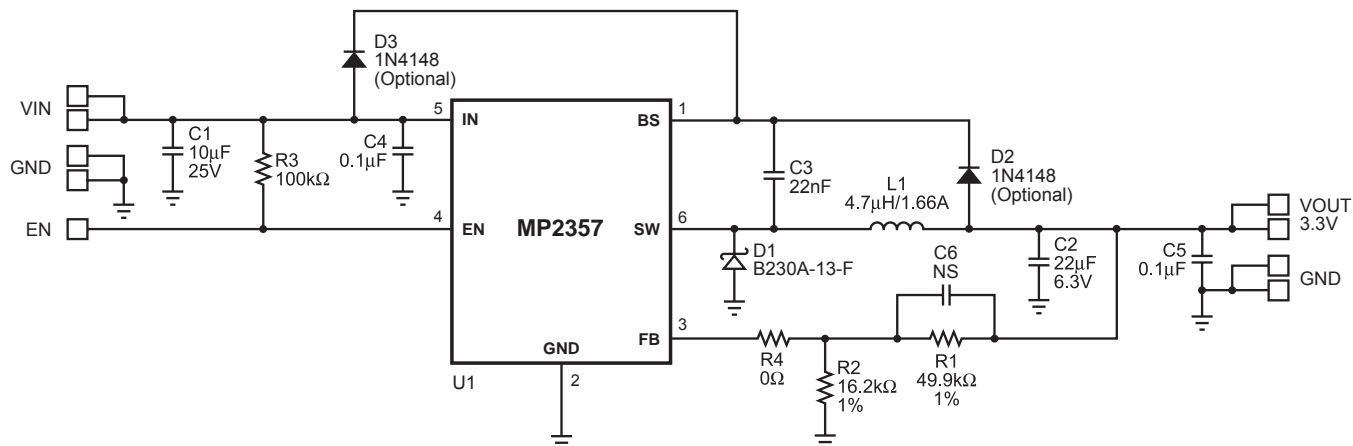 D3
1N4148
(Optional)
VIN
5
IN
BS
1
C1
10μF
25V
R3
100kΩ
C4
0.1μF
C3
22nF
D2
1N4148
(Optional)
GND
L1
4.7μH/1.66A
VOUT
3.3V
EN
4
EN
MP2357
SW
6
D1
B230A-13-F
C6
NS
C2
22μF
6.3V
C5
0.1μF
GND
FB
3
GND
2
U1
R4
0Ω
R2
16.2kΩ
1%
R1
49.9kΩ
1%